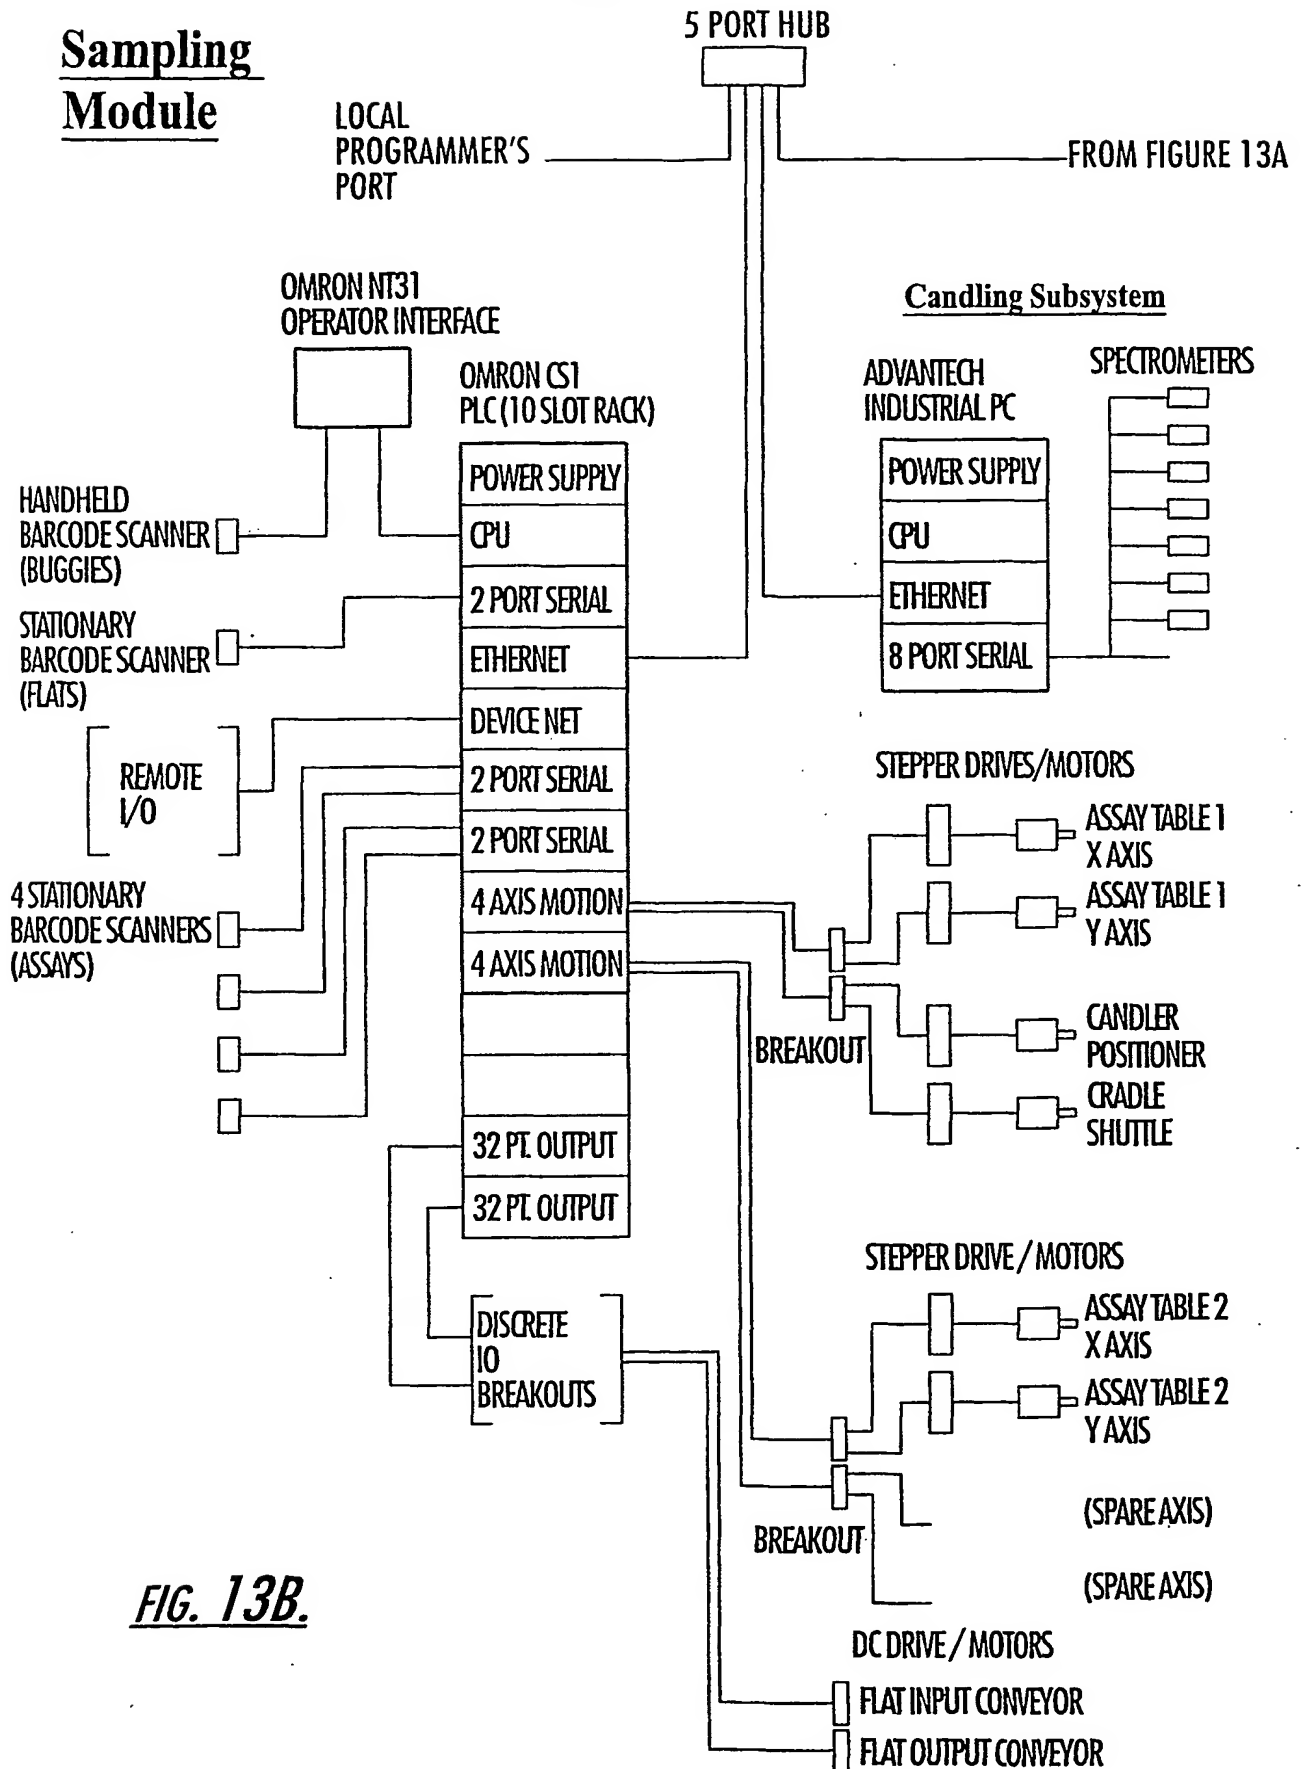 Sampling
Module
5 PORT HUB
LOCAL
PROGRAMMER'S
PORT
FROM FIGURE 13A
OMRON NT31
OPERATOR INTERFACE
Candling Subsystem
OMRON CS1
PLC (10 SLOT RACK)
ADVANTECH
INDUSTRIAL PC
SPECTROMETERS
POWER SUPPLY
CPU
2 PORT SERIAL
ETHERNET
DEVICE NET
2 PORT SERIAL
2 PORT SERIAL
4 AXIS MOTION
4 AXIS MOTION
32 PT. OUTPUT
32 PT. OUTPUT
POWER SUPPLY
CPU
ETHERNET
8 PORT SERIAL
HANDHELD
BARCODE SCANNER
(BUGGIES)
STATIONARY
BARCODE SCANNER
(FLATS)
REMOTE
I/O
4 STATIONARY
BARCODE SCANNERS
(ASSAYS)
STEPPER DRIVES/MOTORS
ASSAY TABLE 1
X AXIS
ASSAY TABLE 1
Y AXIS
BREAKOUT
CANDLER
POSITIONER
CRADLE
SHUTTLE
DISCRETE
IO
BREAKOUTS
STEPPER DRIVE / MOTORS
ASSAY TABLE 2
X AXIS
ASSAY TABLE 2
Y AXIS
BREAKOUT
(SPARE AXIS)
(SPARE AXIS)
DC DRIVE / MOTORS
FLAT INPUT CONVEYOR
FLAT OUTPUT CONVEYOR
FIG. 13B.